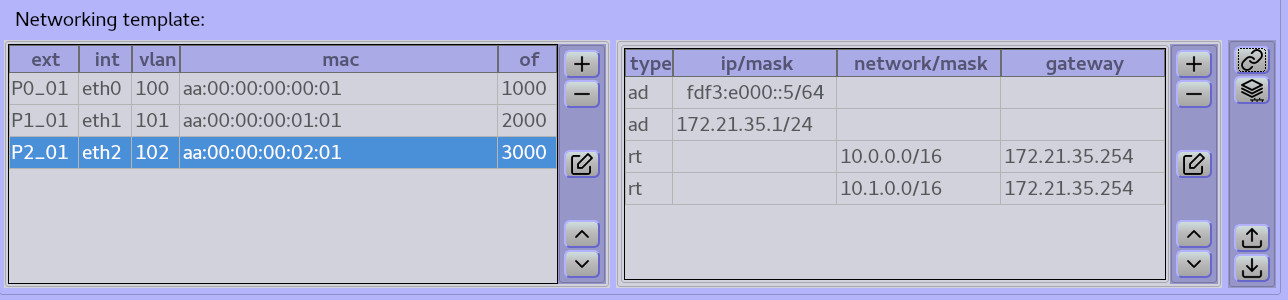 Networking template:
ext int vlan mac of
P0_01 eth0 100 aa:00:00:00:00:01 1000
P1_01 eth1 101 aa:00:00:00:01:01 2000
P2_01 eth2 102 aa:00:00:00:02:01 3000
type ip/mask network/mask gateway
ad fdf3:e000::5/64
ad 172.21.35.1/24
rt 10.0.0.0/16 172.21.35.254
rt 10.1.0.0/16 172.21.35.254